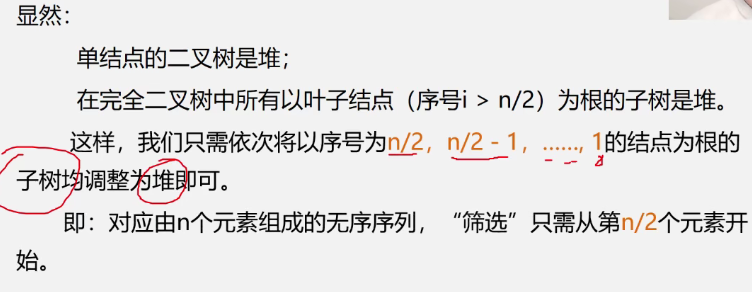 显然：
单结点的二叉树是堆；
在完全二叉树中所有以叶子结点（序号i > n/2）为根的子树是堆。
这样，我们只需依次将以序号为n/2，n/2 - 1，……, 1的结点为根的
子树均调整为堆即可。
即：对应由n个元素组成的无序序列，“筛选”只需从第n/2个元素开
始。